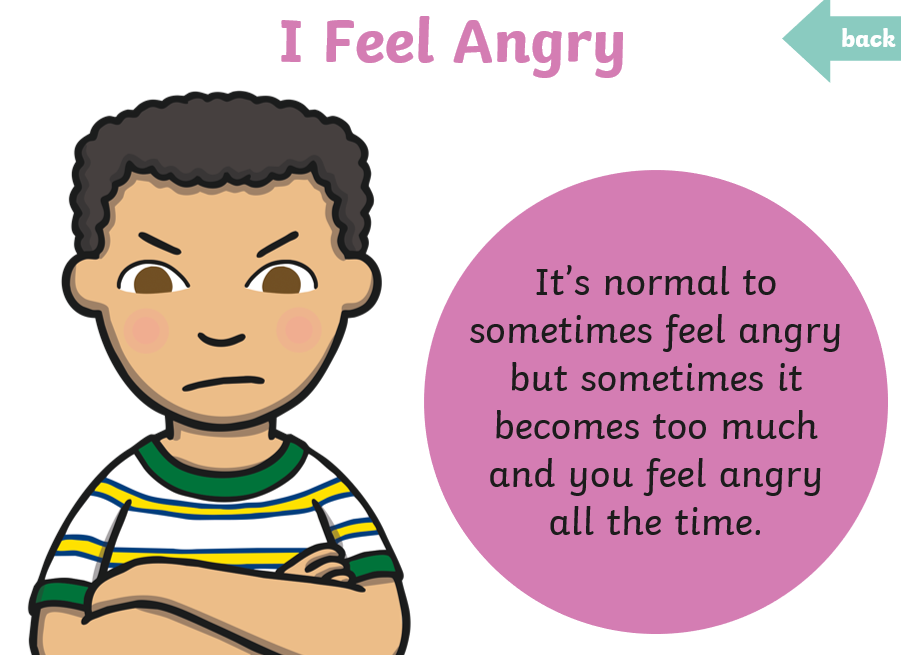 I Feel Angry
back
It's normal to
sometimes feel angry
but sometimes it
becomes too much
and you feel angry
all the time.